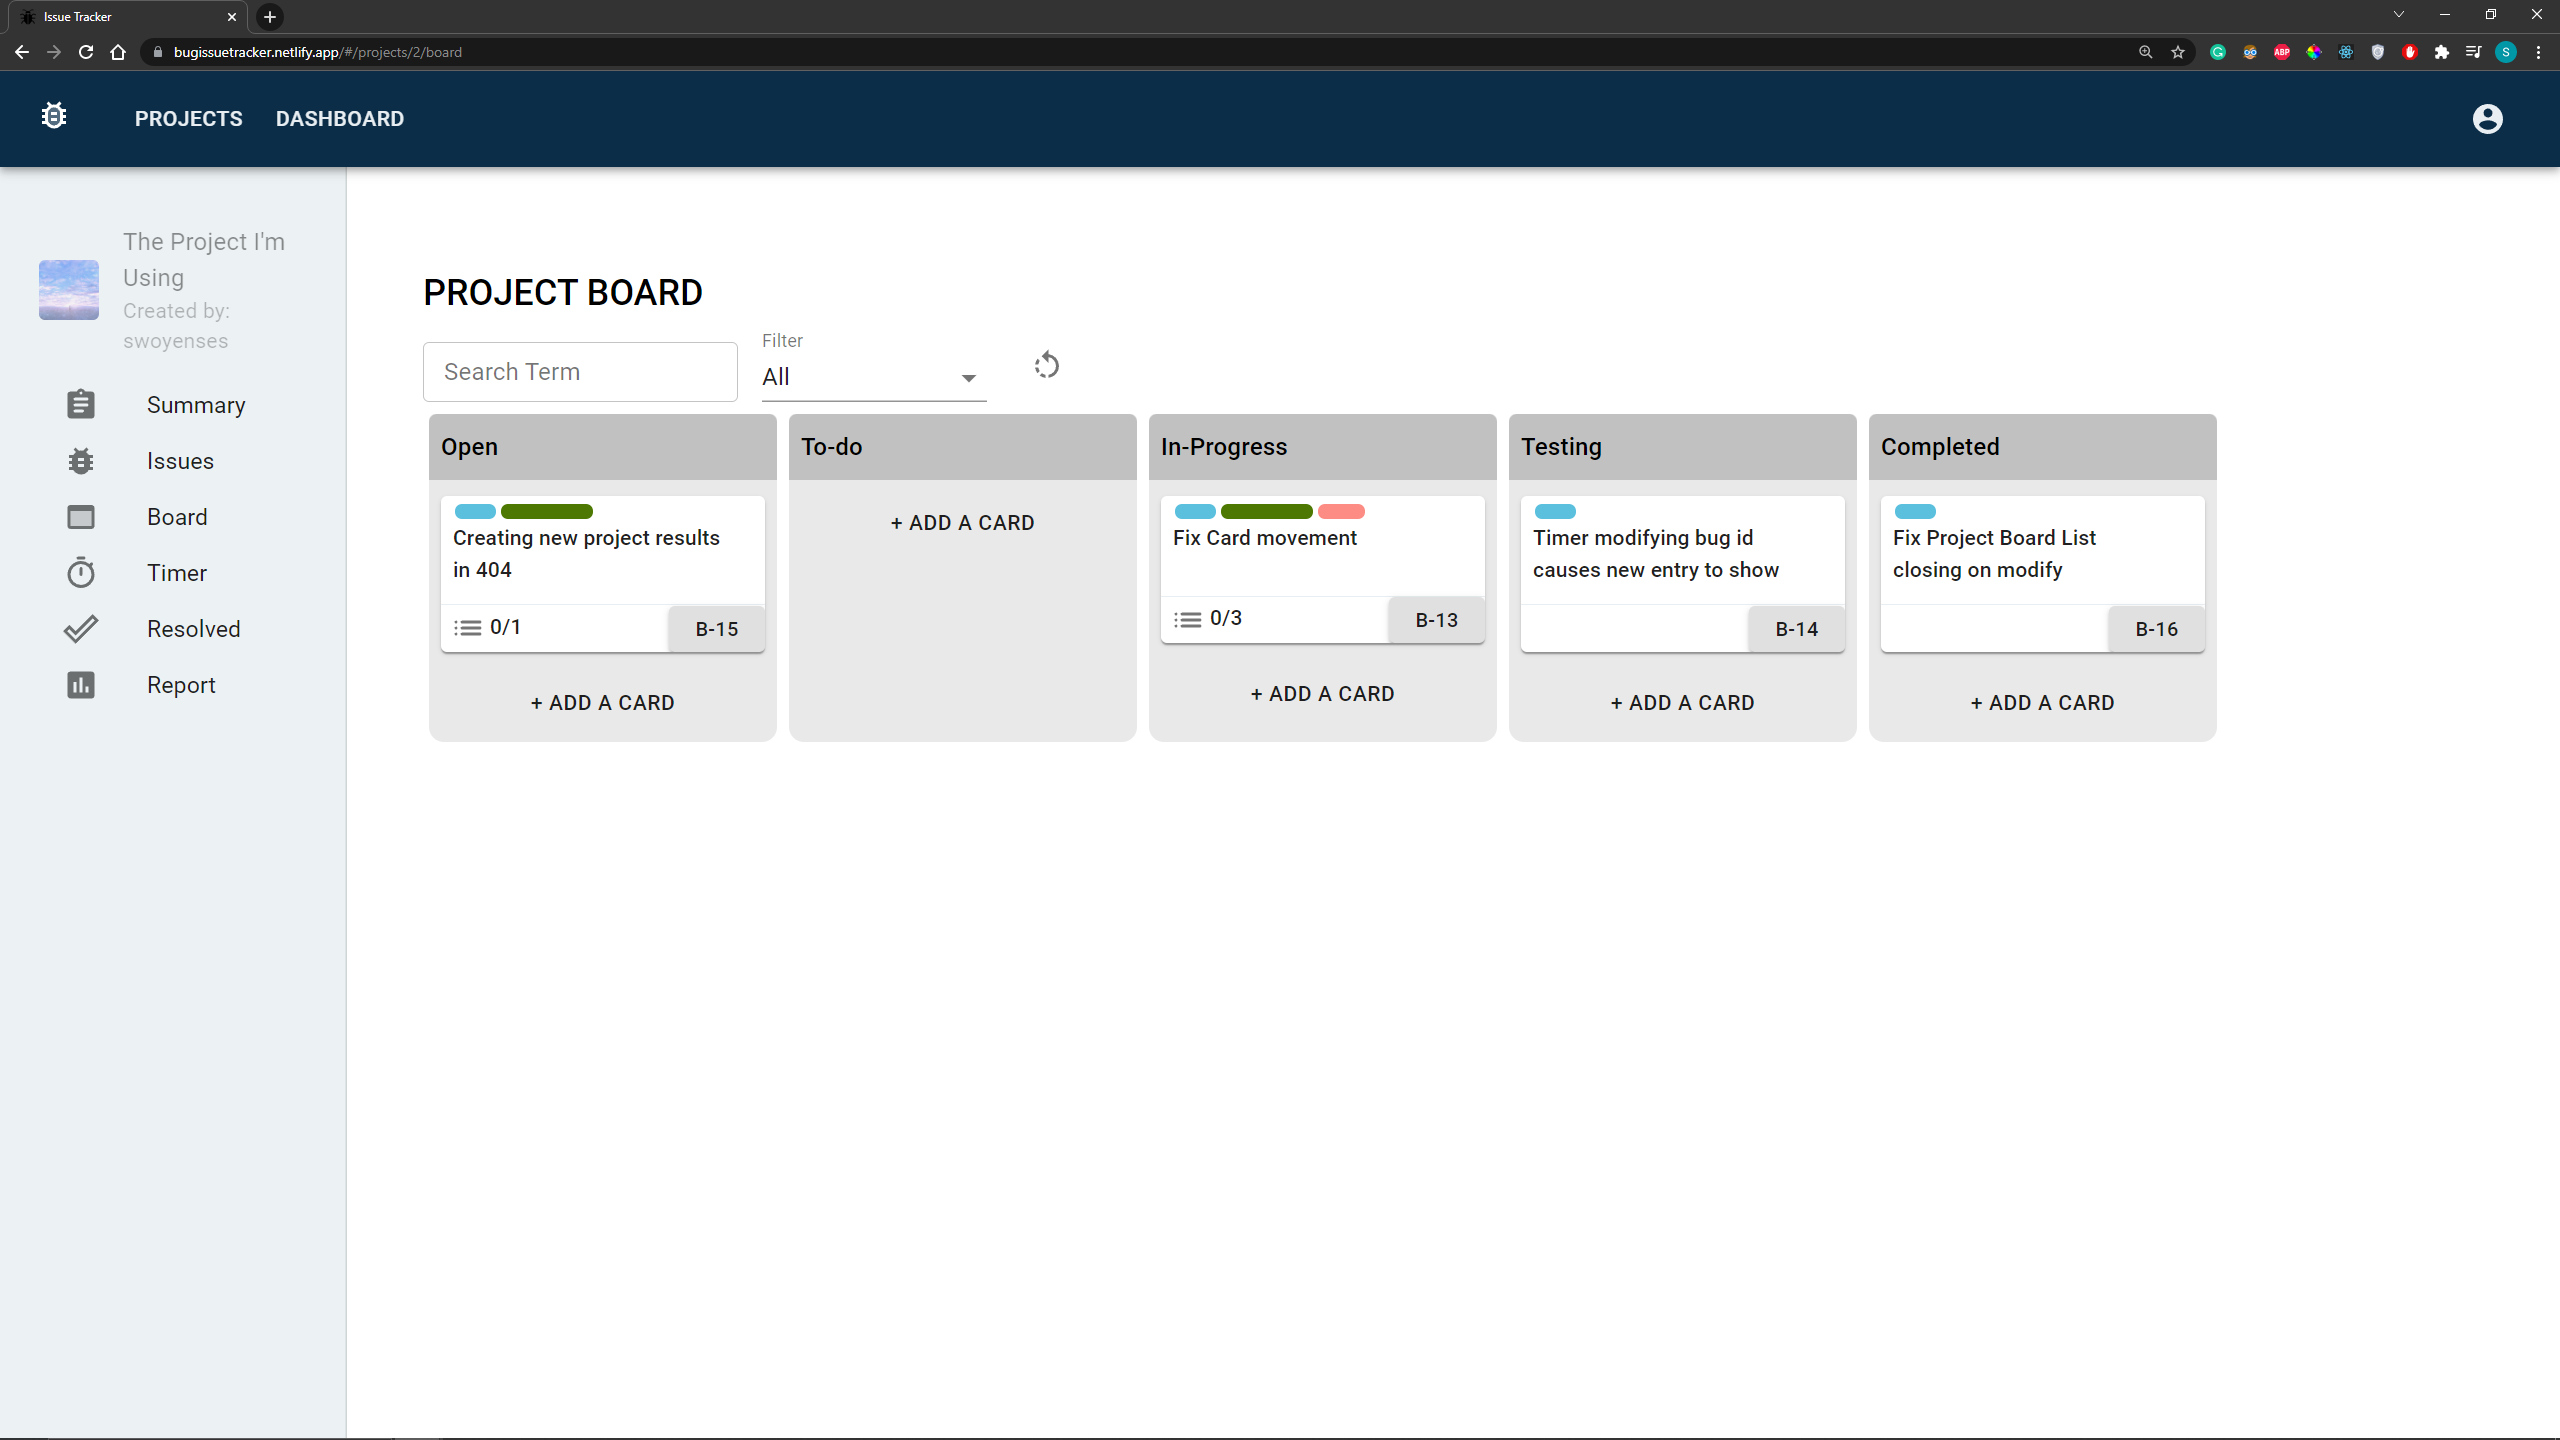 Issue Tracker
bugissuetracker.netlify.app/#/projects/2/board
ABP
S
PROJECTS
DASHBOARD
The Project I'm
Using
Created by:
swoyenses
Summary
Issues
Board
Timer
Resolved
Report
PROJECT BOARD
Search Term
Filter
All
Open
Creating new project results
in 404
0/1
B-15
+ ADD A CARD
To-do
+ ADD A CARD
In-Progress
Fix Card movement
0/3
B-13
+ ADD A CARD
Testing
Timer modifying bug id
causes new entry to show
B-14
+ ADD A CARD
Completed
Fix Project Board List
closing on modify
B-16
+ ADD A CARD